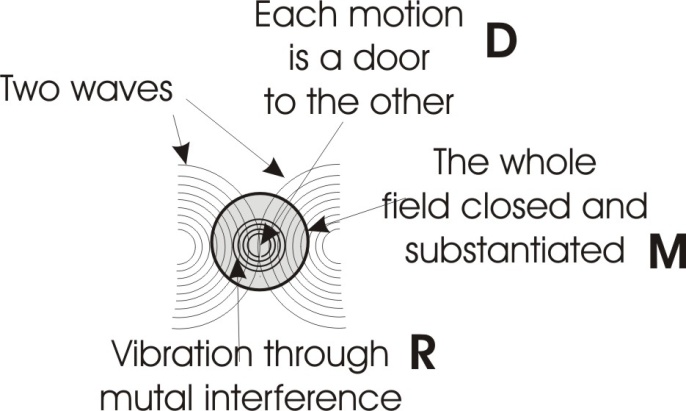 Each motion
is a door D
to the other
Two waves
The whole
field closed and
substantiated M
Vibration through R
mutal interference